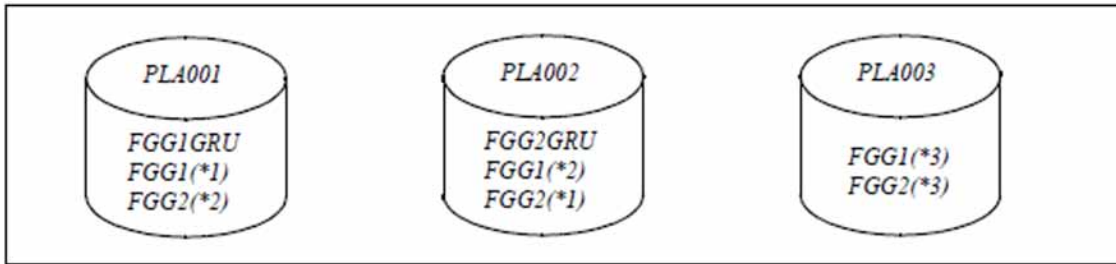 PLA001
FGG1GRU
FGG1(*1)
FGG2(*2)
PLA002
FGG2GRU
FGG1(*2)
FGG2(*1)
PLA003
FGG1(*3)
FGG2(*3)